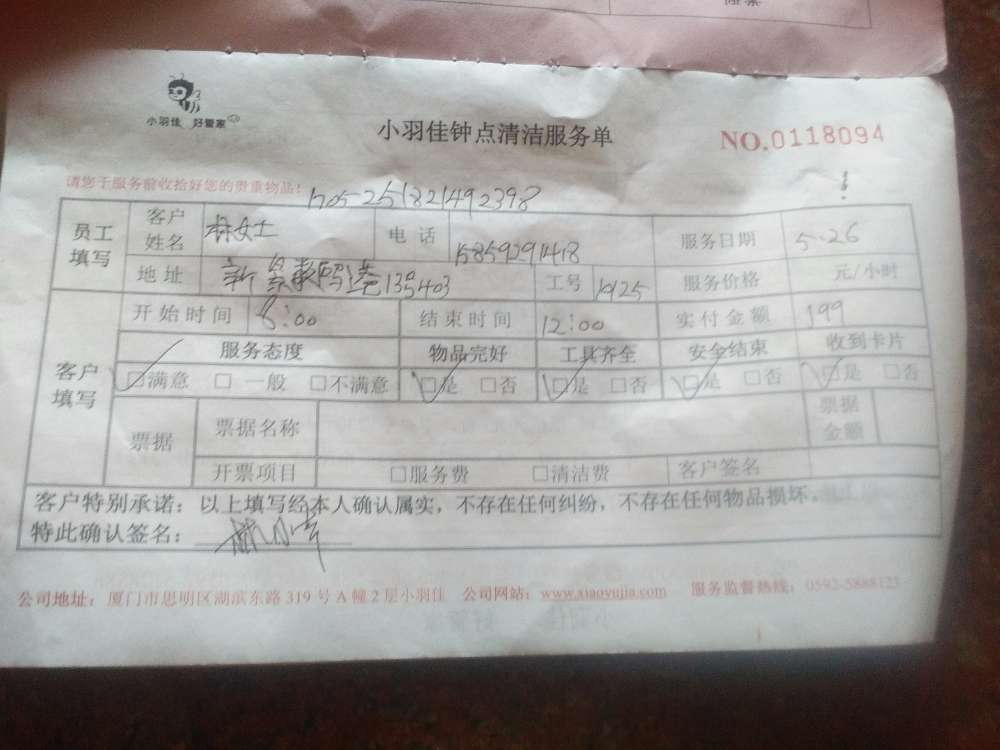 小羽佳 好管家
小羽佳钟点清洁服务单
NO.0118094
请您于服务前收拾好您的贵重物品!
1705-251821492398
员工填写 客户姓名 林女士 电话 15859291418 服务日期 5.26
地址 新景 工号 服务价格 元/小时
客户填写 开始时间 8:00 结束时间 12:00 实付金额 199
服务态度 物品完好 工具齐全 安全结束 收到卡片
☑满意 □一般 □不满意 ☑是 □否 ☑是 □否 ☑是 □否 ☑是 □否
票据 票据名称 票据金额
开票项目 □服务费 □清洁费 客户签名
客户特别承诺:以上填写经本人确认属实,不存在任何纠纷,不存在任何物品损坏。
特此确认签名:
公司地址:厦门市思明区湖滨东路 319 号 A 幢 2 层小羽佳 公司网站:www.xiaoyujia.com 服务监督热线:0592-5888123